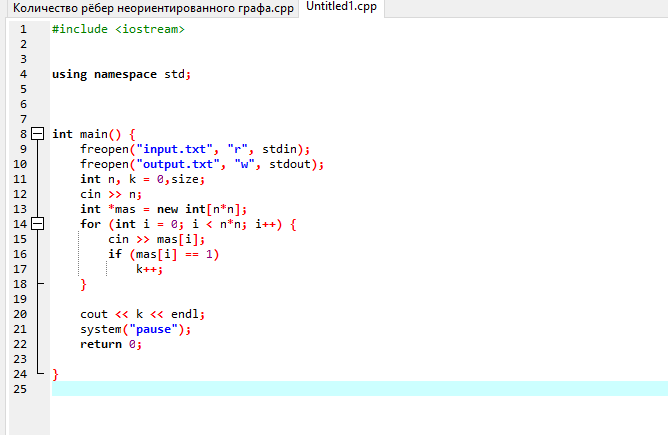 Количество рёбер неориентированного графа.cpp Untitled1.cpp
1 #include <iostream>
2
3
4 using namespace std;
5
6
7
8 int main() {
9 freopen("input.txt", "r", stdin);
10 freopen("output.txt", "w", stdout);
11 int n, k = 0,size;
12 cin >> n;
13 int *mas = new int[n*n];
14 for (int i = 0; i < n*n; i++) {
15 cin >> mas[i];
16 if (mas[i] == 1)
17 k++;
18 }
19
20 cout << k << endl;
21 system("pause");
22 return 0;
23
24 }
25